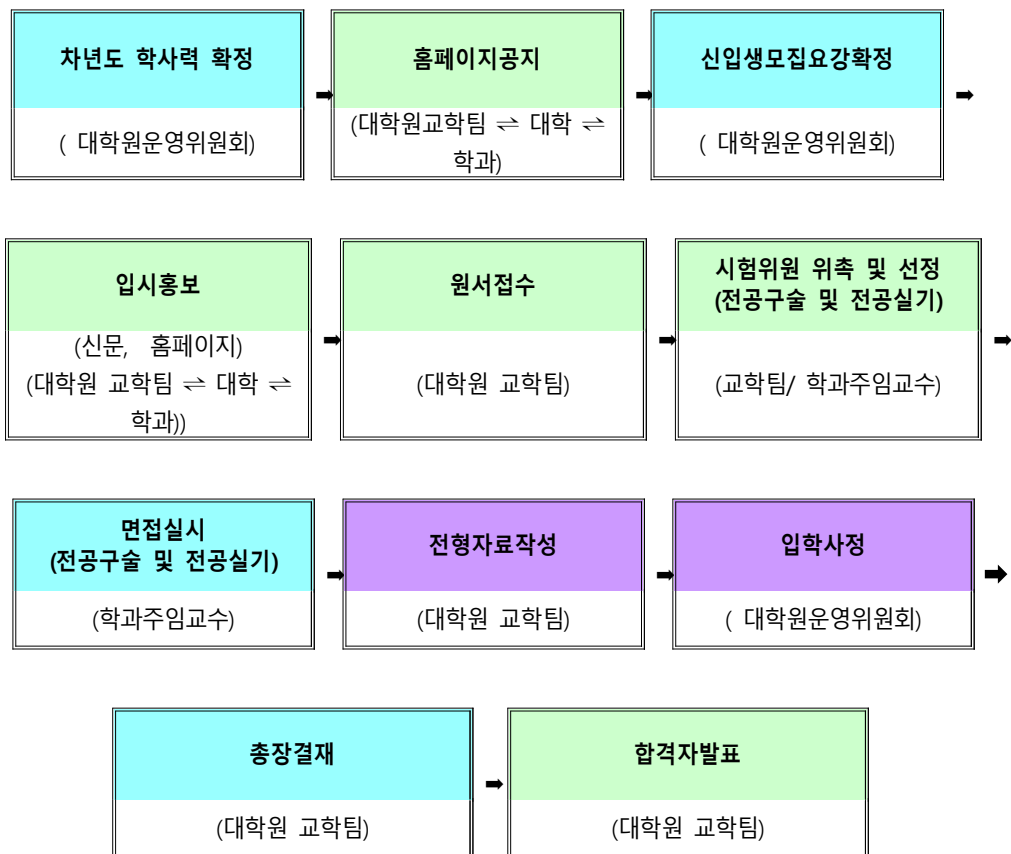 차년도 학사력 확정
( 대학원운영위원회)
➡
홈페이지공지
(대학원교학팀 ⇌ 대학 ⇌
학과)
➡
신입생모집요강확정
( 대학원운영위원회)
➡
입시홍보
(신문, 홈페이지)
(대학원 교학팀 ⇌ 대학 ⇌
학과))
➡
원서접수
(대학원 교학팀)
➡
시험위원 위촉 및 선정
(전공구술 및 전공실기)
(교학팀/ 학과주임교수)
➡
면접실시
(전공구술 및 전공실기)
(학과주임교수)
➡
전형자료작성
(대학원 교학팀)
➡
입학사정
( 대학원운영위원회)
➡
총장결재
(대학원 교학팀)
➡
합격자발표
(대학원 교학팀)